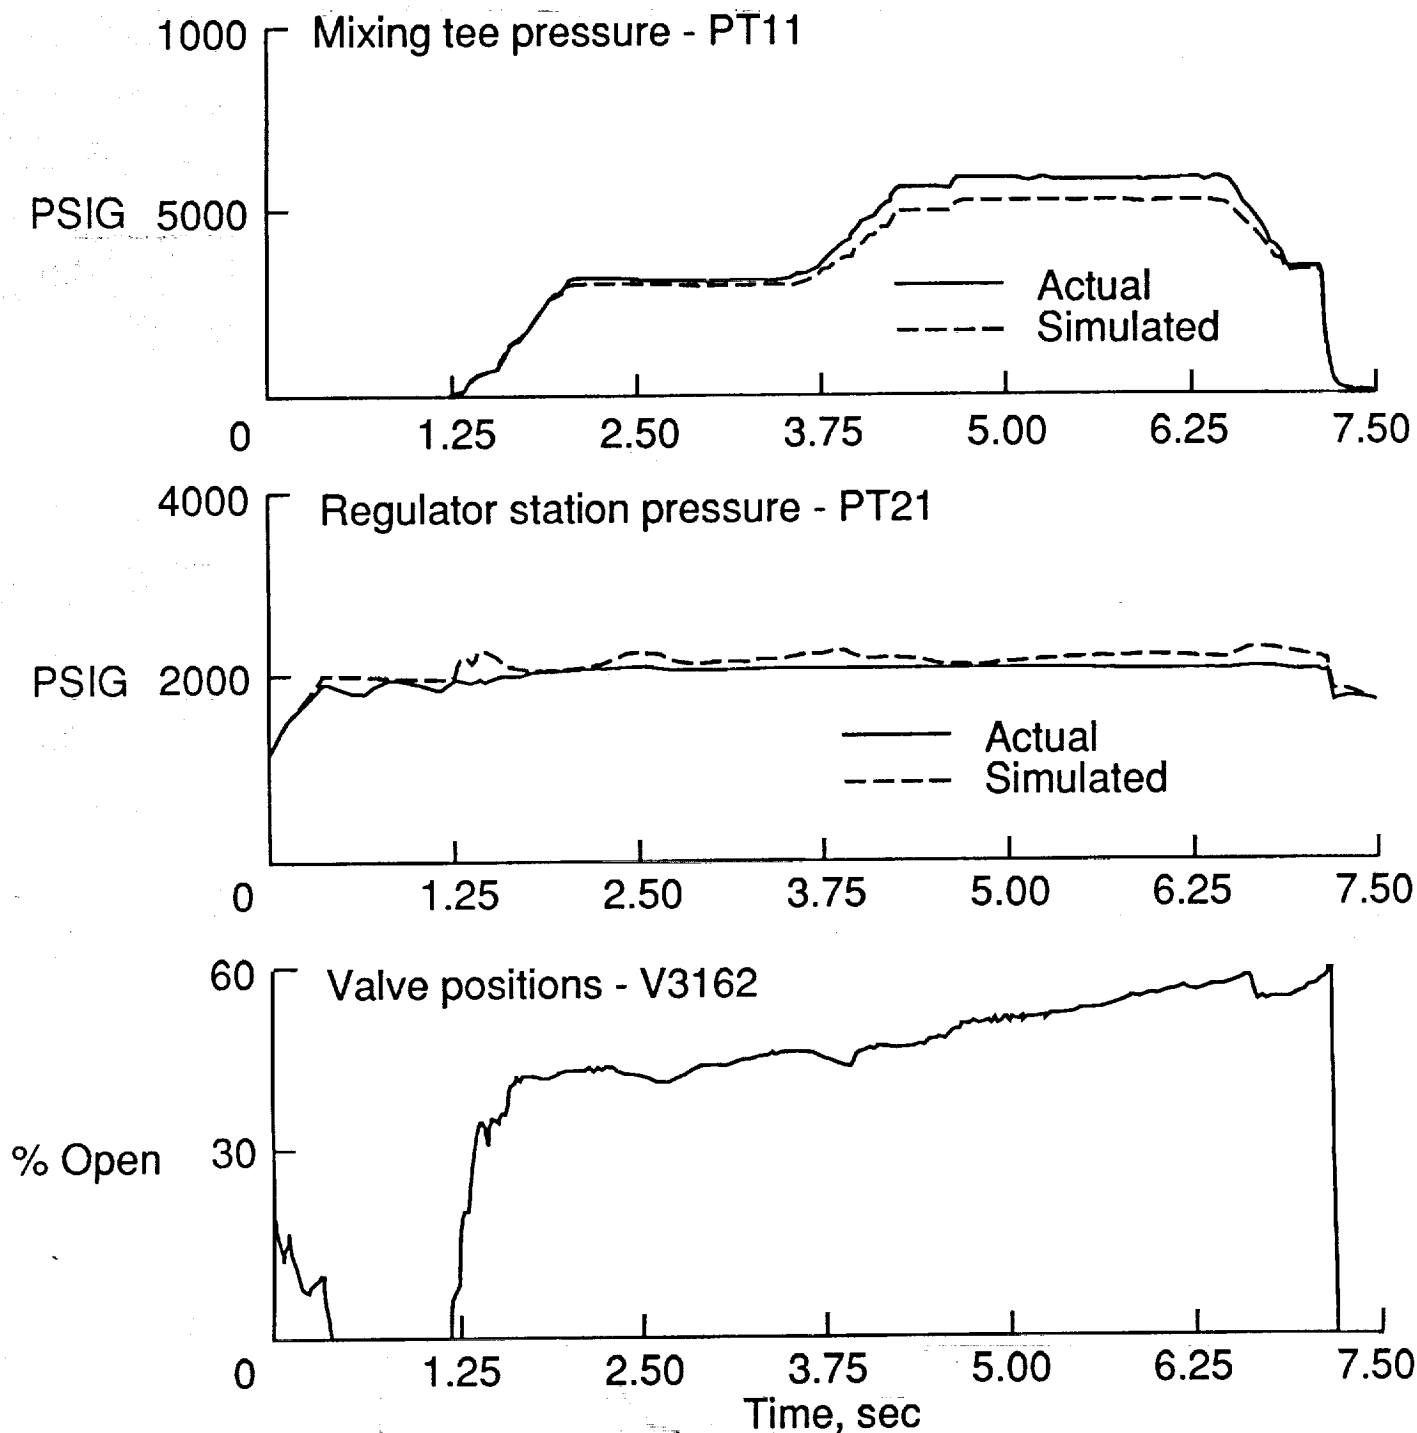 1000 Mixing tee pressure - PT11
PSIG 5000
Actual
Simulated
0 1.25 2.50 3.75 5.00 6.25 7.50
4000 Regulator station pressure - PT21
PSIG 2000
Actual
Simulated
0 1.25 2.50 3.75 5.00 6.25 7.50
60 Valve positions - V3162
% Open 30
0 1.25 2.50 3.75 5.00 6.25 7.50
Time, sec